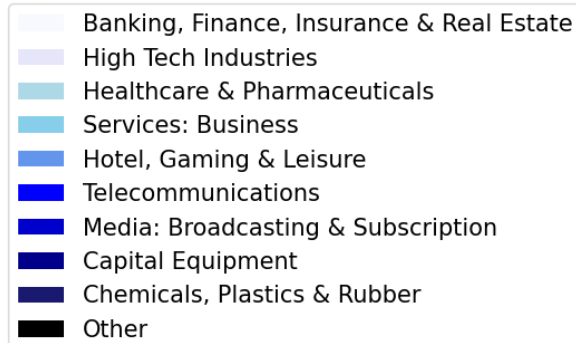 Banking, Finance, Insurance & Real Estate
High Tech Industries
Healthcare & Pharmaceuticals
Services: Business
Hotel, Gaming & Leisure
Telecommunications
Media: Broadcasting & Subscription
Capital Equipment
Chemicals, Plastics & Rubber
Other